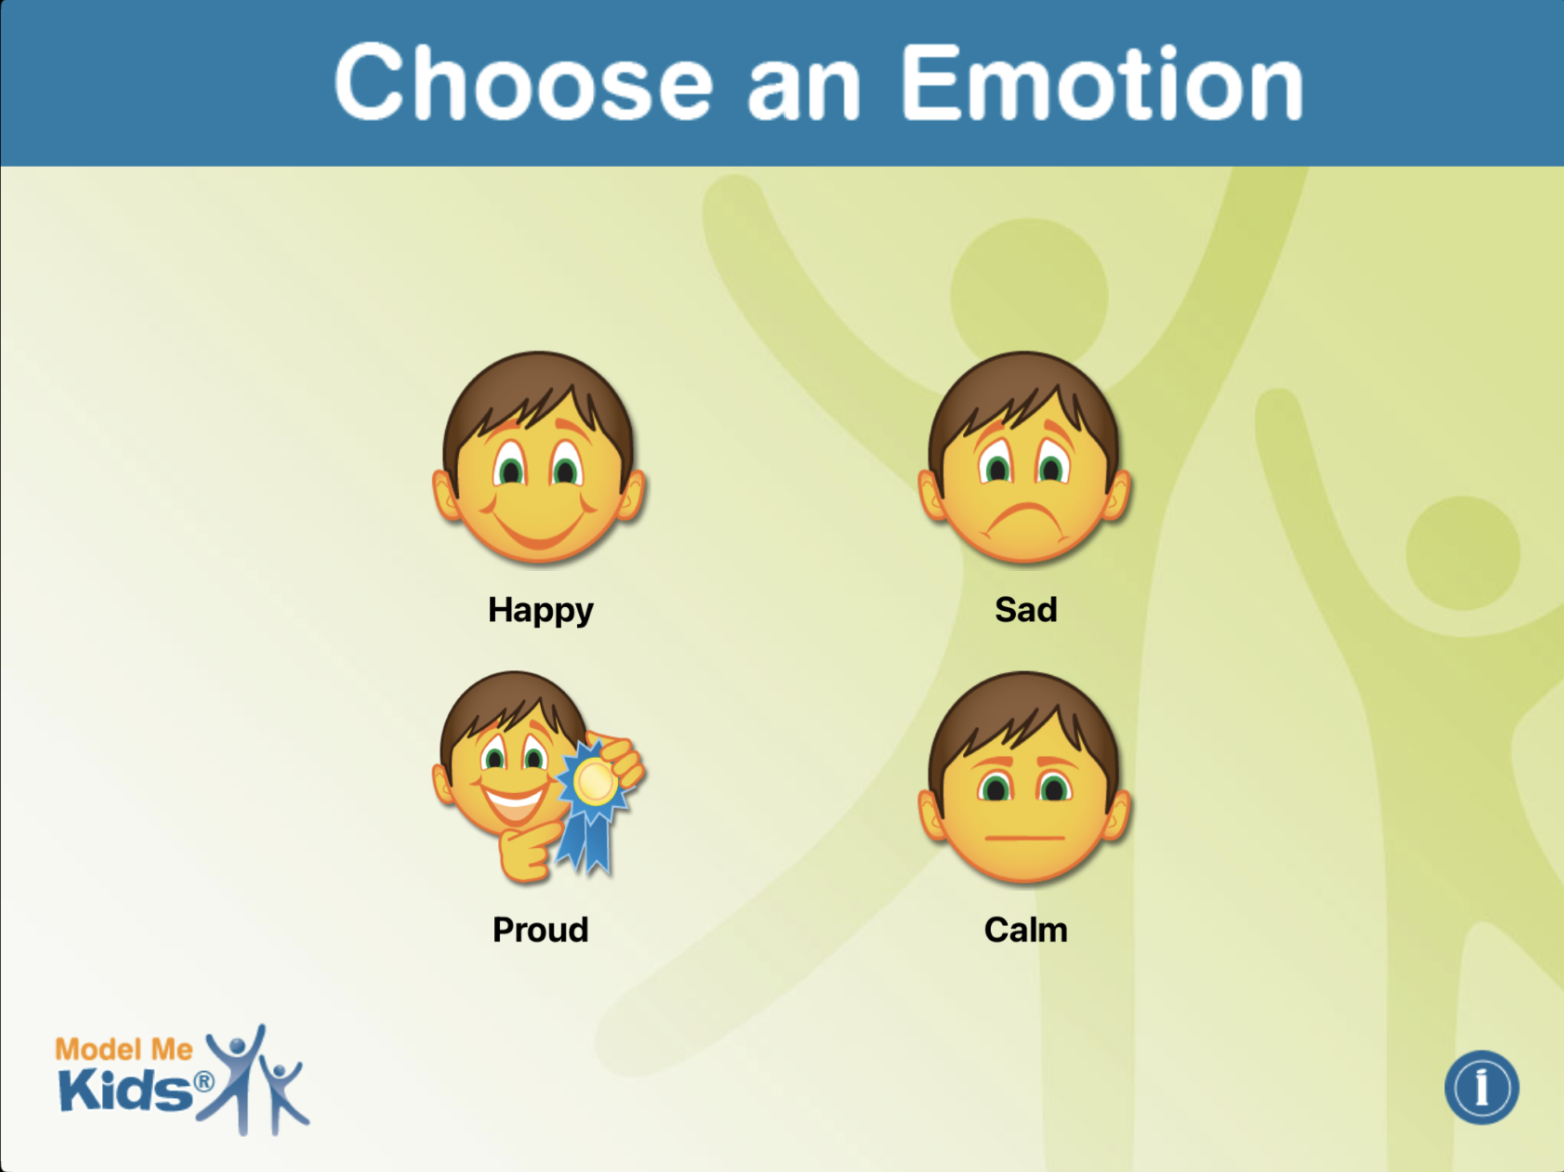 Choose an Emotion
Happy
Sad
Proud
Calm
Model Me
Kids®
i